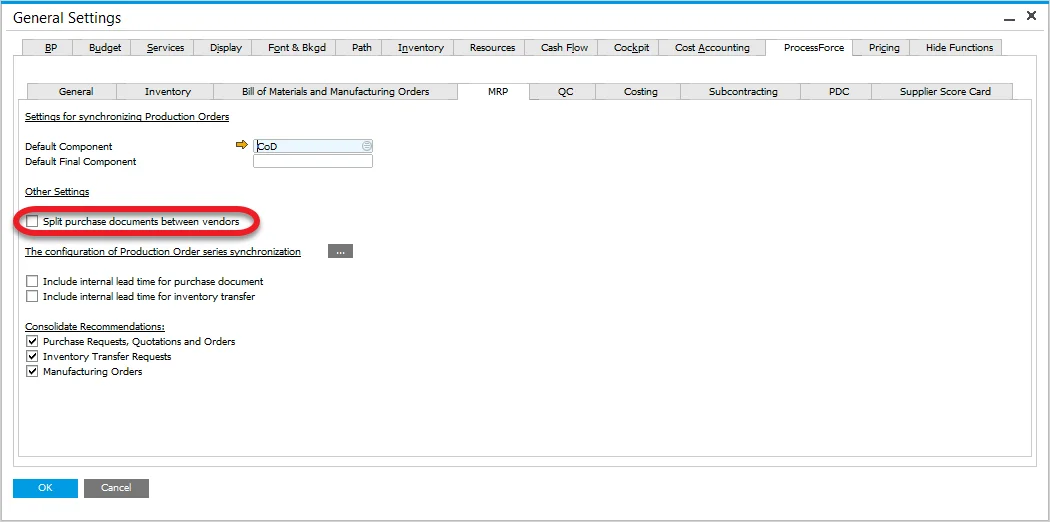 General Settings
BP Budget Services Display Font & Bkgd Path Inventory Resources Cash Flow Cockpit Cost Accounting ProcessForce Pricing Hide Functions
General Inventory Bill of Materials and Manufacturing Orders MRP QC Costing Subcontracting PDC Supplier Score Card
Settings for synchronizing Production Orders
Default Component CoD
Default Final Component
Other Settings
Split purchase documents between vendors
The configuration of Production Order series synchronization ...
Include internal lead time for purchase document
Include internal lead time for inventory transfer
Consolidate Recommendations:
Purchase Requests, Quotations and Orders
Inventory Transfer Requests
Manufacturing Orders
OK Cancel